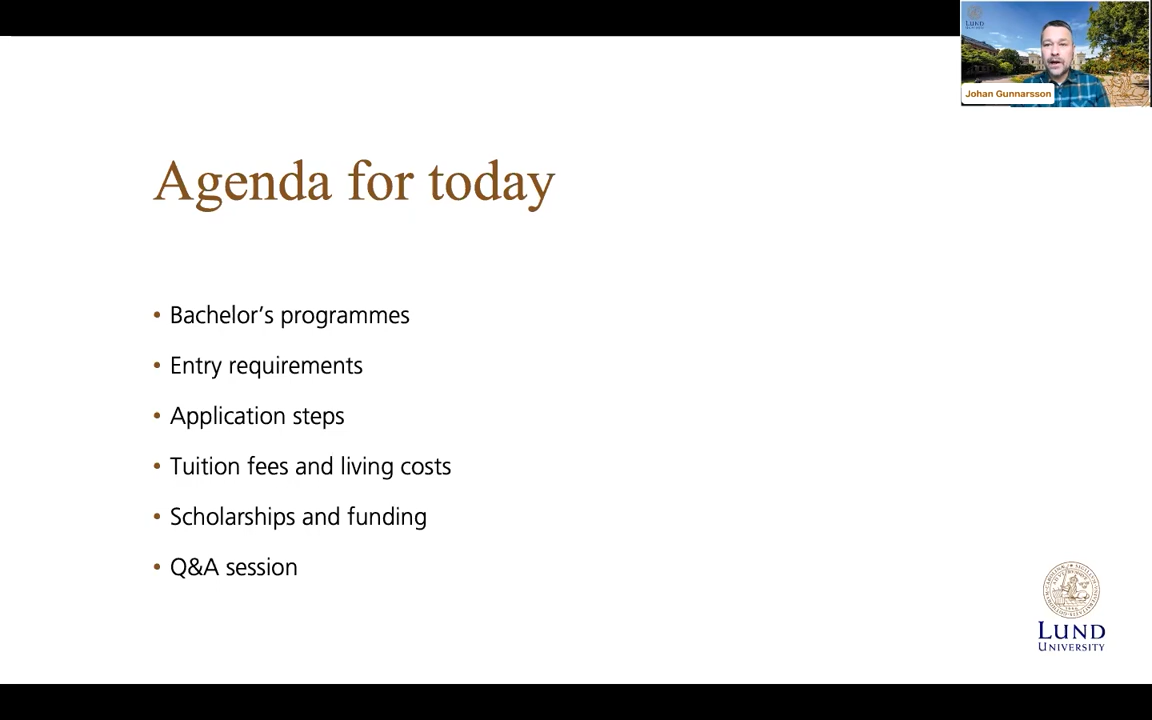 LUND
Johan Gunnarsson
Agenda for today
• Bachelor's programmes
• Entry requirements
• Application steps
• Tuition fees and living costs
• Scholarships and funding
• Q&A session
LUND
UNIVERSITY